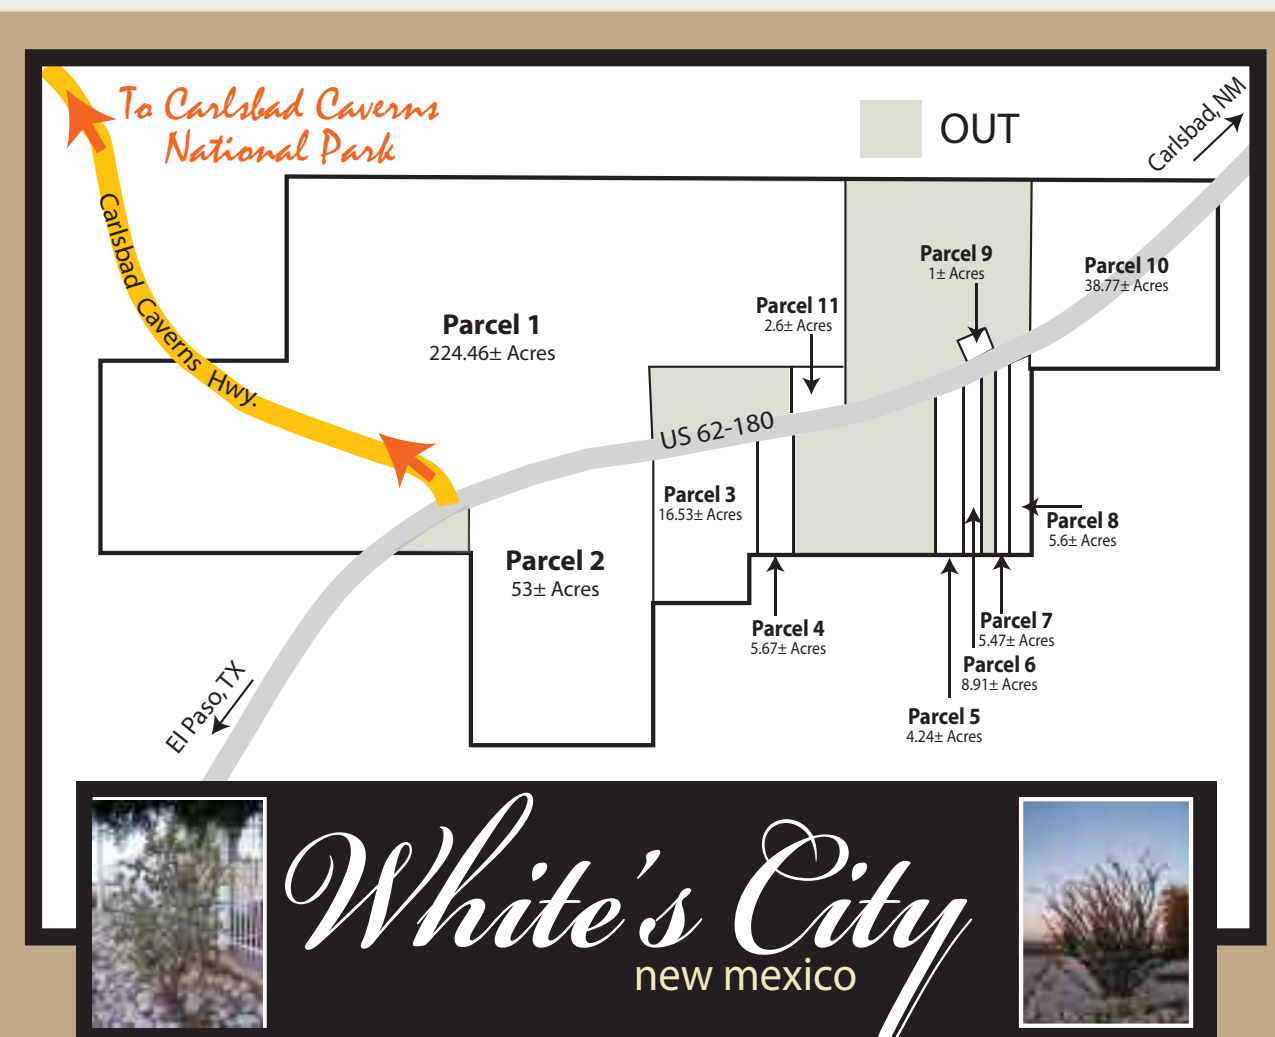 To Carlsbad Caverns
National Park
OUT
Carlsbad, NM
Carlsbad Caverns Hwy.
Parcel 9
1± Acres
Parcel 10
38.77± Acres
Parcel 11
2.6± Acres
Parcel 1
224.46± Acres
US 62-180
Parcel 3
16.53± Acres
Parcel 8
5.6± Acres
Parcel 2
53± Acres
Parcel 4
5.67± Acres
Parcel 7
5.47± Acres
Parcel 6
8.91± Acres
Parcel 5
4.24± Acres
El Paso, TX
White's City
new mexico